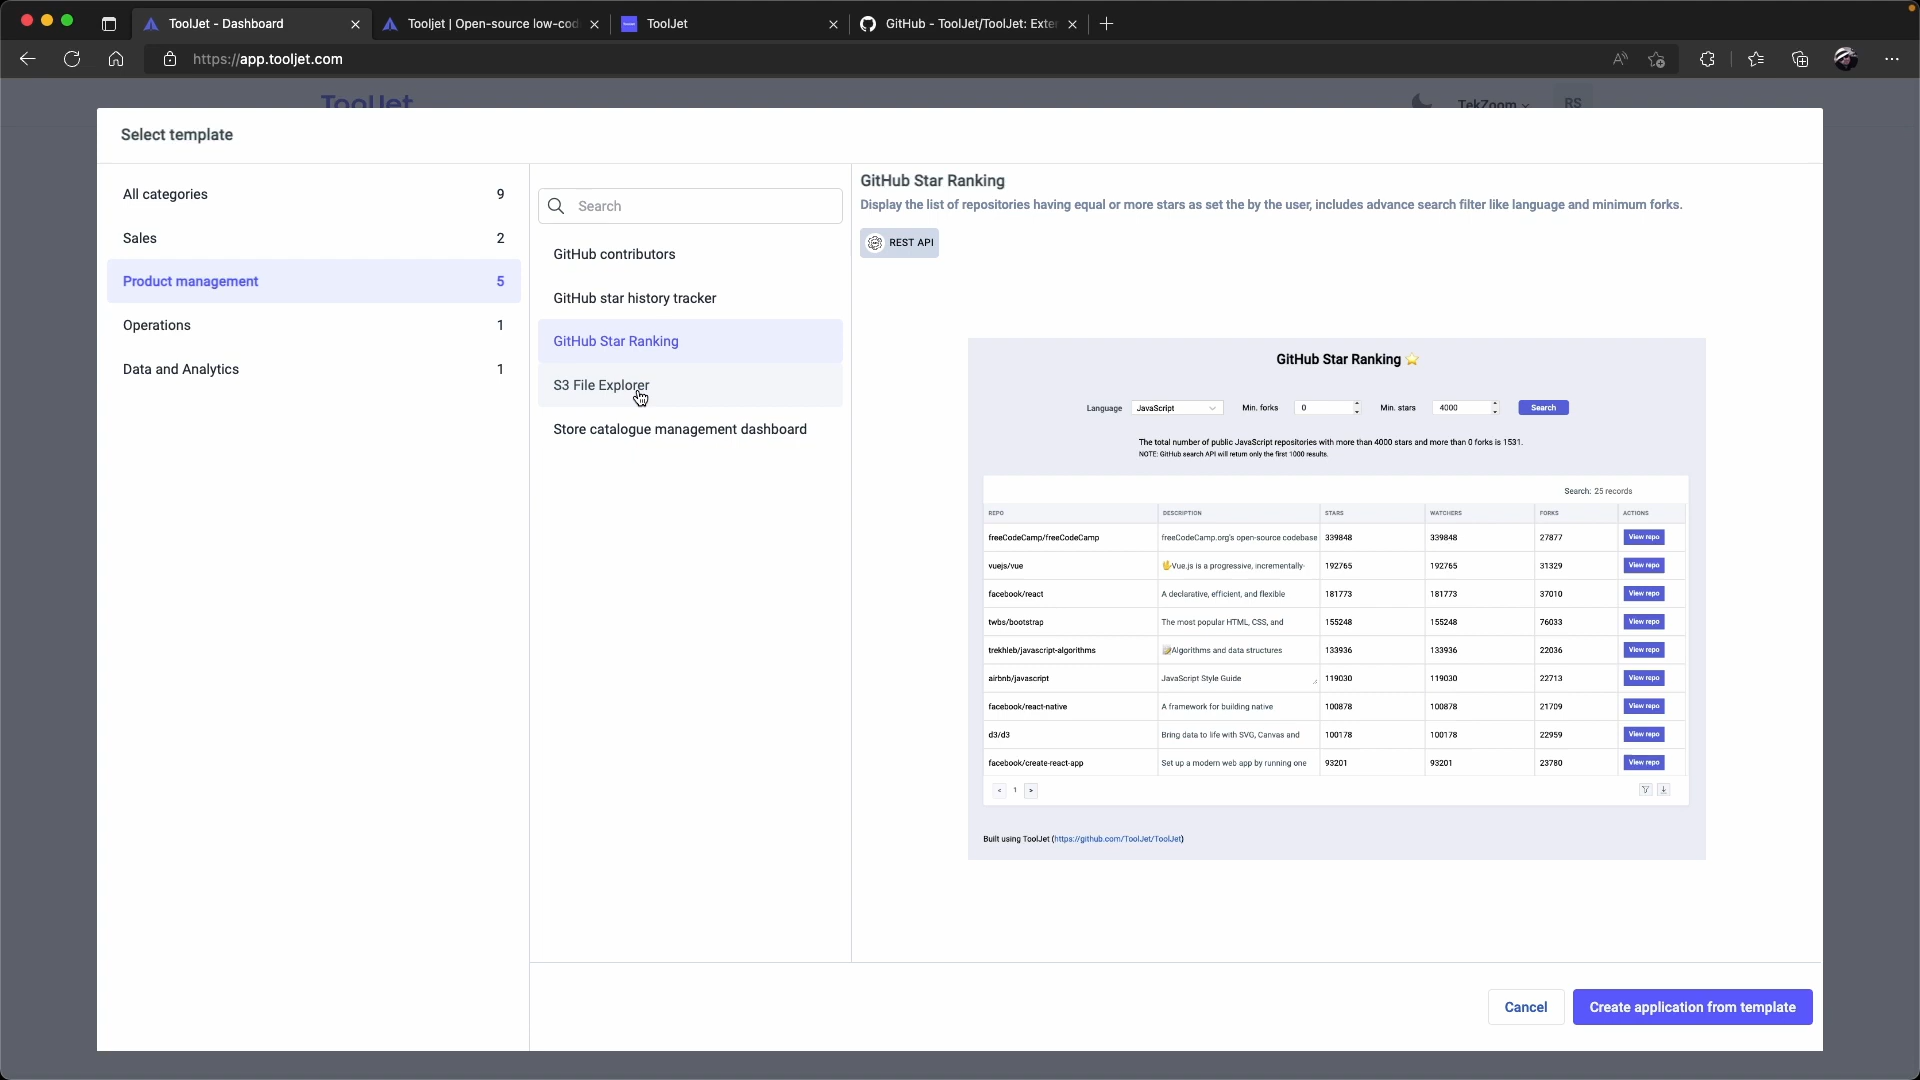 ToolJet - Dashboard
Tooljet | Open-source low-cod
ToolJet
GitHub - ToolJet/ToolJet: Exter
https://app.tooljet.com
ToolJet
TekZoom
RS
Select template
All categories 9
Sales 2
Product management 5
Operations 1
Data and Analytics 1
Search
GitHub contributors
GitHub star history tracker
GitHub Star Ranking
S3 File Explorer
Store catalogue management dashboard
GitHub Star Ranking
Display the list of repositories having equal or more stars as set the by the user, includes advance search filter like language and minimum forks.
REST API
GitHub Star Ranking ⭐
Language JavaScript Min. forks 0 Min. stars 4000 Search
The total number of public JavaScript repositories with more than 4000 stars and more than 0 forks is 1531.
NOTE: GitHub search API will return only the first 1000 results.
Search: 25 records
REPO DESCRIPTION STARS WATCHERS FORKS ACTIONS
freeCodeCamp/freeCodeCamp freeCodeCamp.org's open-source codebase 339848 339848 27877 View repo
vuejs/vue 🖖Vue.js is a progressive, incrementally- 192765 192765 31329 View repo
facebook/react A declarative, efficient, and flexible 181773 181773 37010 View repo
twbs/bootstrap The most popular HTML, CSS, and 155248 155248 76033 View repo
trekhleb/javascript-algorithms 📝Algorithms and data structures 133936 133936 22036 View repo
airbnb/javascript JavaScript Style Guide 119030 119030 22713 View repo
facebook/react-native A framework for building native 100878 100878 21709 View repo
d3/d3 Bring data to life with SVG, Canvas and 100178 100178 22959 View repo
facebook/create-react-app Set up a modern web app by running one 93201 93201 23780 View repo
< 1 >
Built using ToolJet (https://github.com/ToolJet/ToolJet)
Cancel
Create application from template